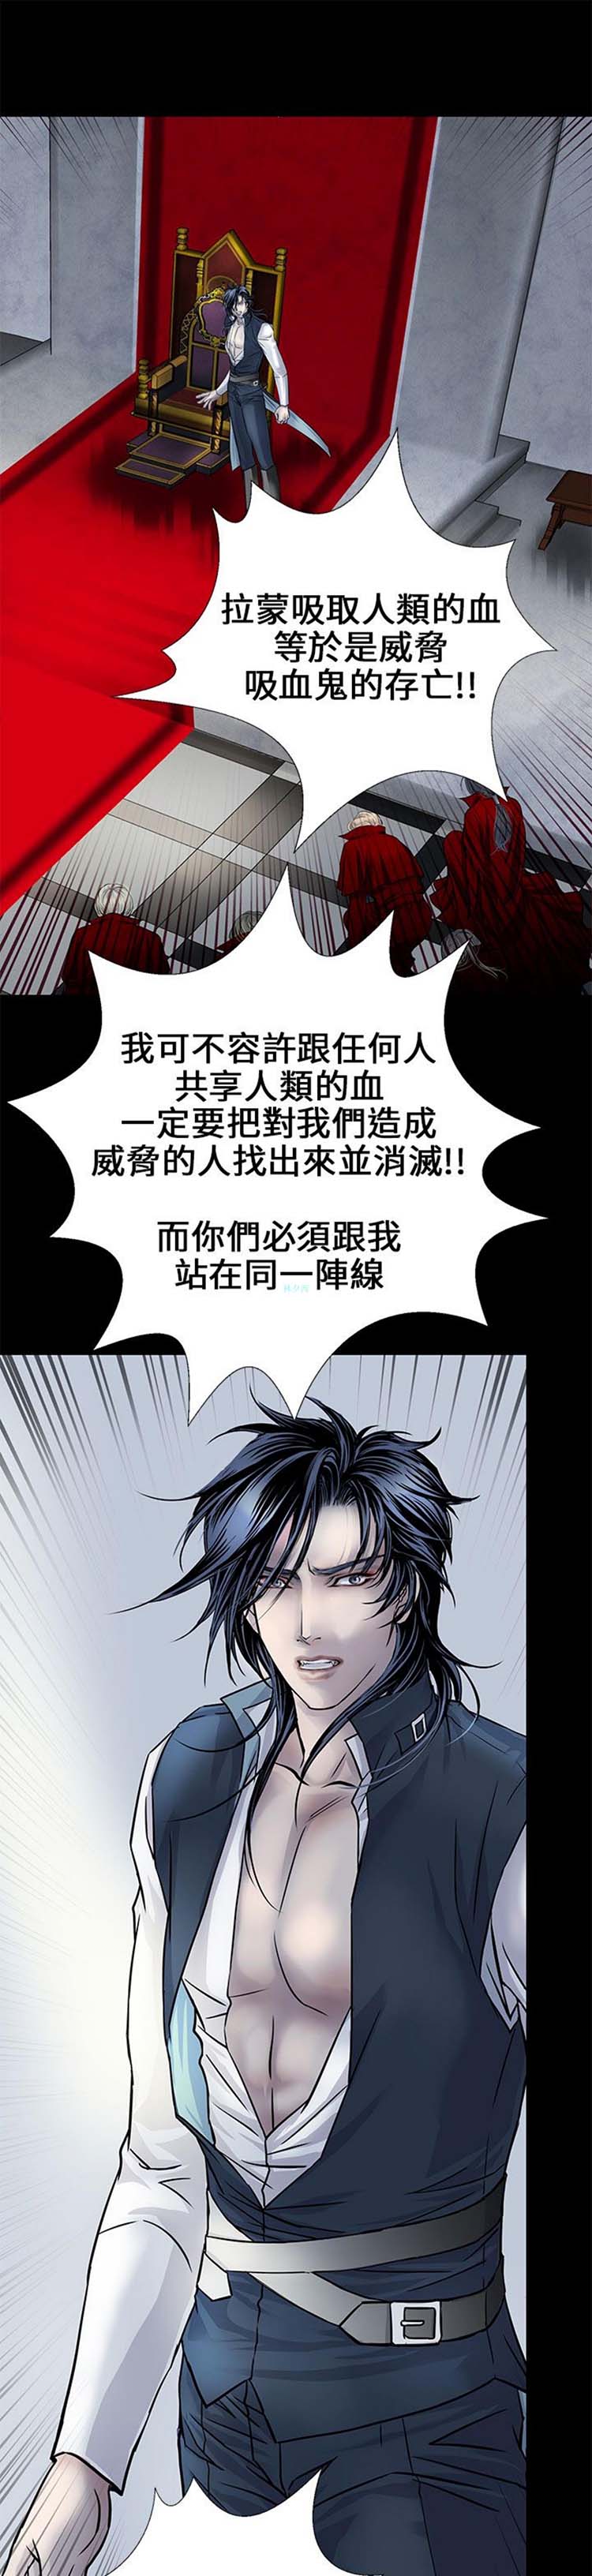 拉蒙吸取人類的血
等於是威脅
吸血鬼的存亡!!
我可不容許跟任何人
共享人類的血
一定要把對我們造成
威脅的人找出來並消滅!!
而你們必須跟我
站在同一陣線